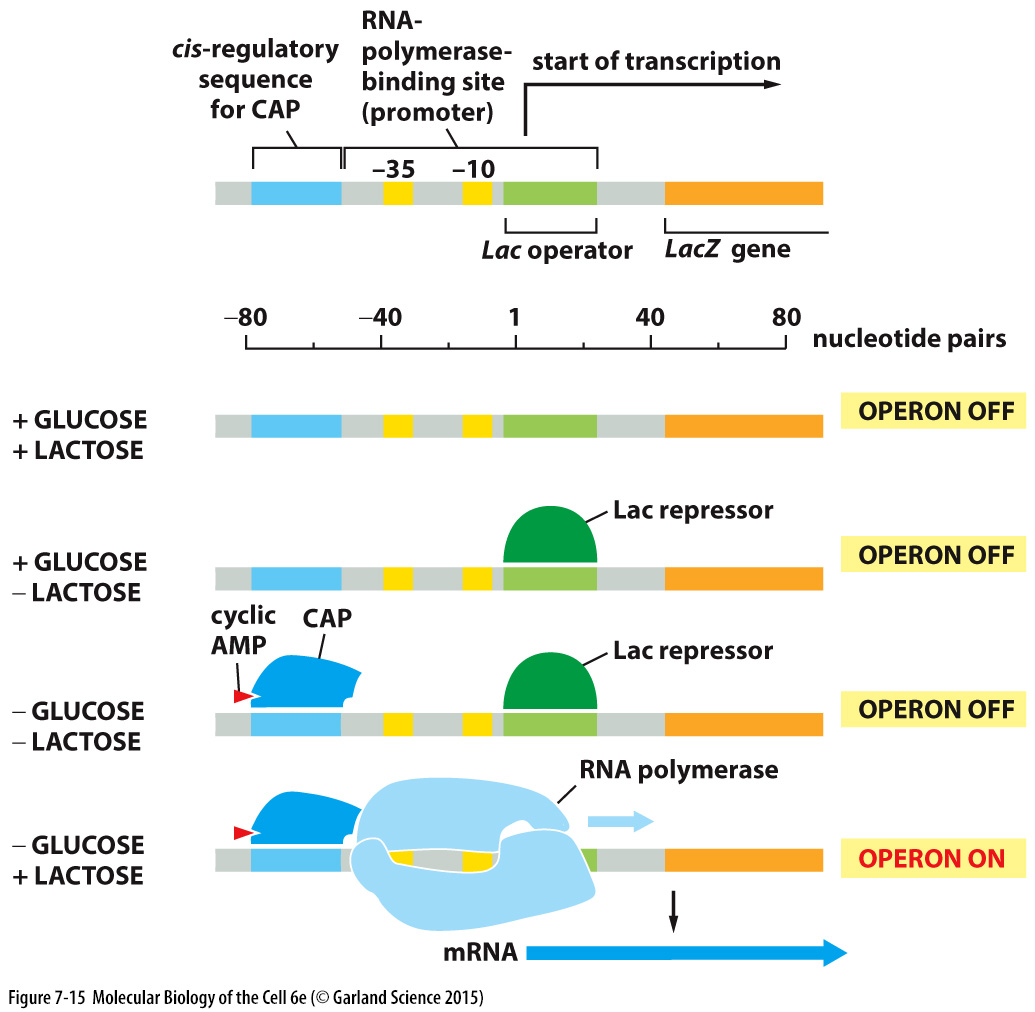 cis-regulatory
sequence
for CAP
RNA-
polymerase-
binding site
(promoter)
start of transcription
–35
–10
Lac operator
LacZ gene
–80
–40
1
40
80
nucleotide pairs
+ GLUCOSE
+ LACTOSE
OPERON OFF
Lac repressor
+ GLUCOSE
– LACTOSE
OPERON OFF
cyclic
AMP
CAP
Lac repressor
– GLUCOSE
– LACTOSE
OPERON OFF
RNA polymerase
– GLUCOSE
+ LACTOSE
OPERON ON
mRNA
Figure 7-15 Molecular Biology of the Cell 6e (© Garland Science 2015)